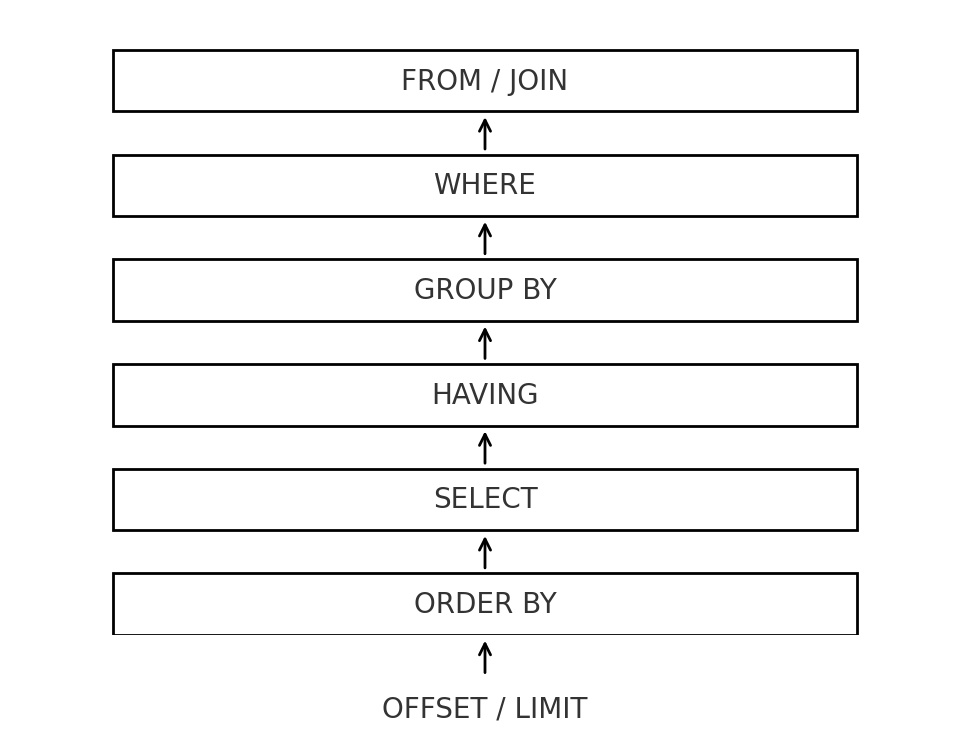 FROM / JOIN
WHERE
GROUP BY
HAVING
SELECT
ORDER BY
OFFSET / LIMIT